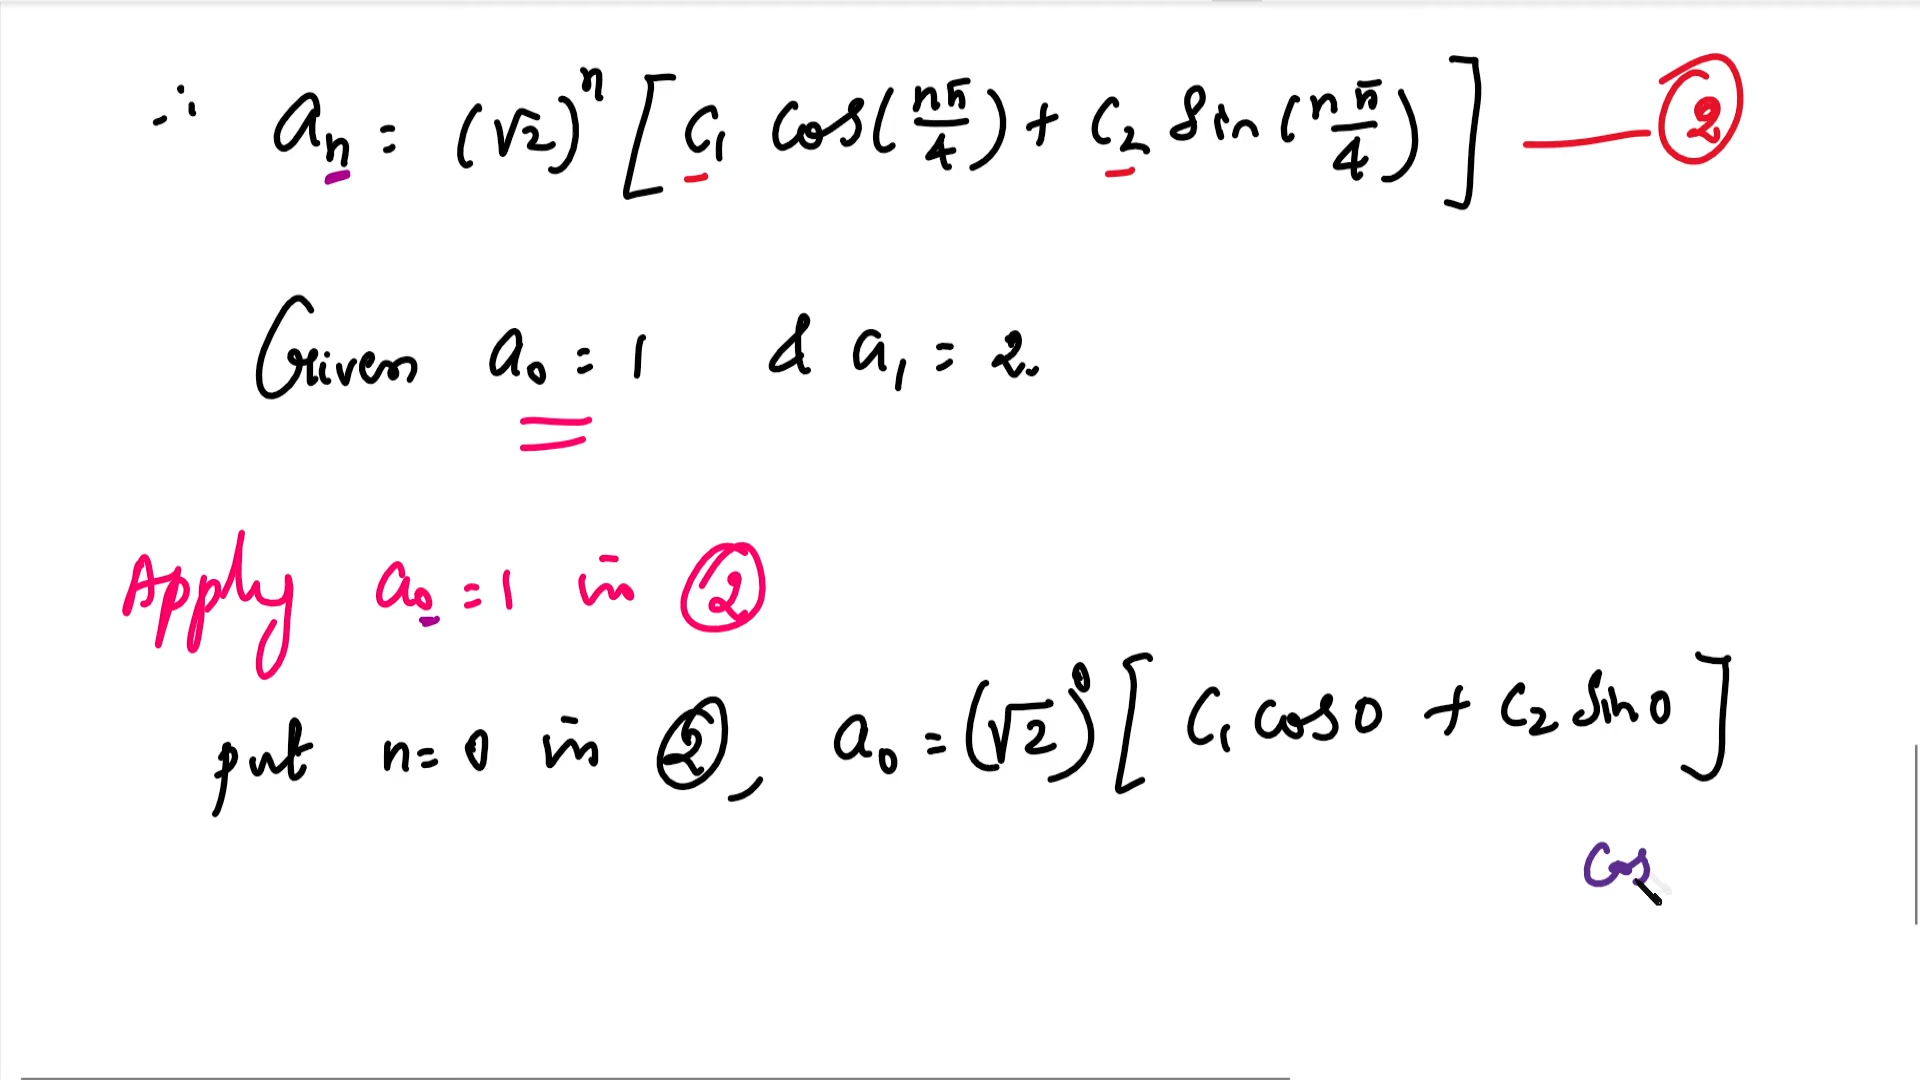 ∴ aₙ = (√2)ⁿ [ C₁ Cos(nπ/4) + C₂ Sin(nπ/4) ] — ②
Given a₀ = 1 & a₁ = 2.
Apply a₀ = 1 in ②
put n = 0 in ②, a₀ = (√2)⁰ [ C₁ Cos 0 + C₂ Sin 0 ]
Cos